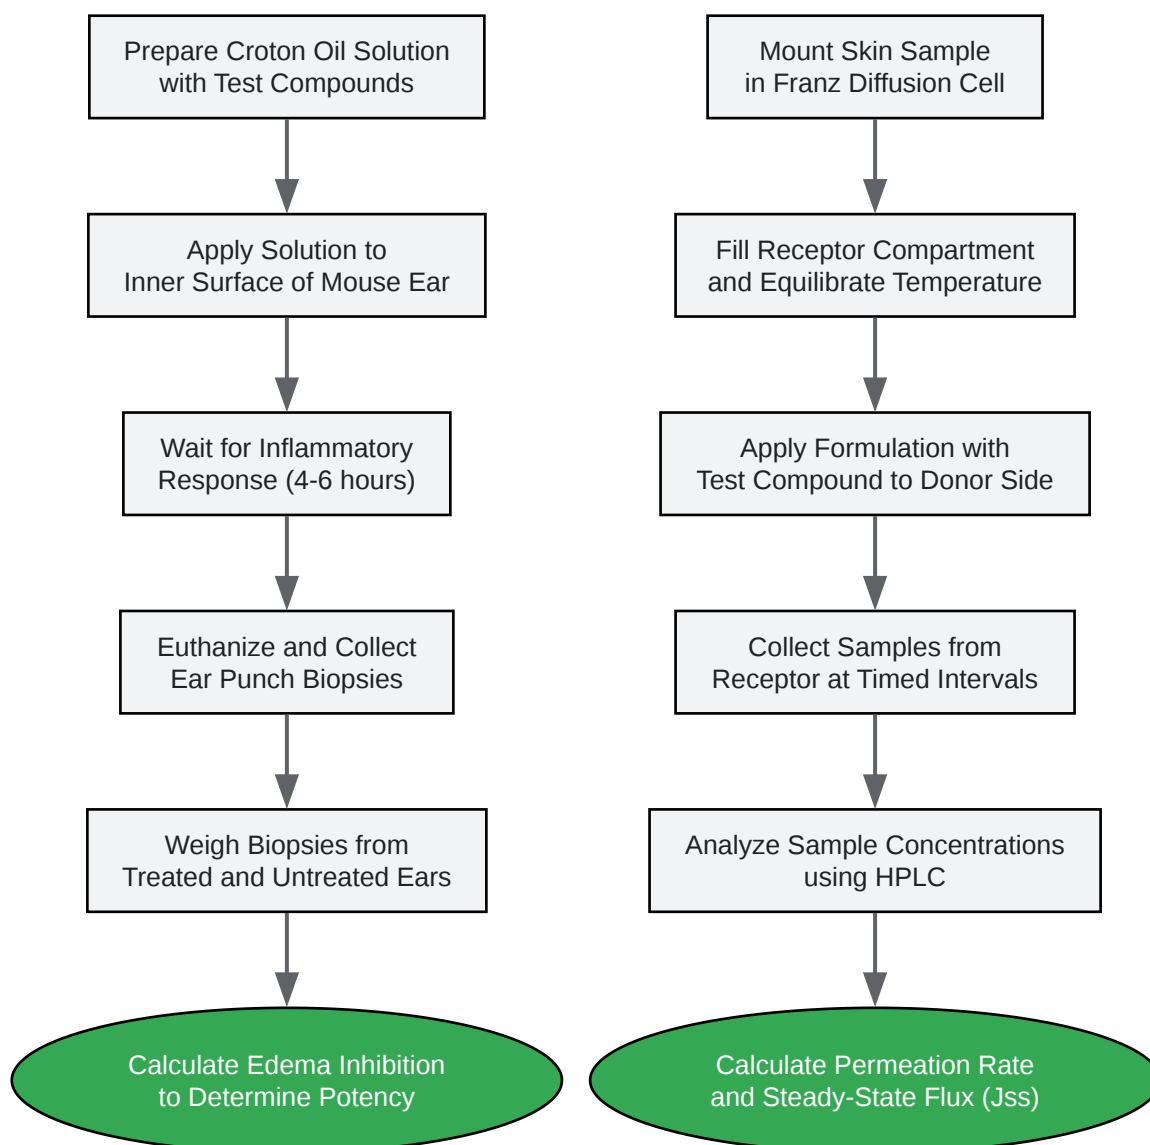 Prepare Croton Oil Solution
with Test Compounds
Apply Solution to
Inner Surface of Mouse Ear
Wait for Inflammatory
Response (4-6 hours)
Euthanize and Collect
Ear Punch Biopsies
Weigh Biopsies from
Treated and Untreated Ears
Calculate Edema Inhibition
to Determine Potency
Mount Skin Sample
in Franz Diffusion Cell
Fill Receptor Compartment
and Equilibrate Temperature
Apply Formulation with
Test Compound to Donor Side
Collect Samples from
Receptor at Timed Intervals
Analyze Sample Concentrations
using HPLC
Calculate Permeation Rate
and Steady-State Flux (Jss)